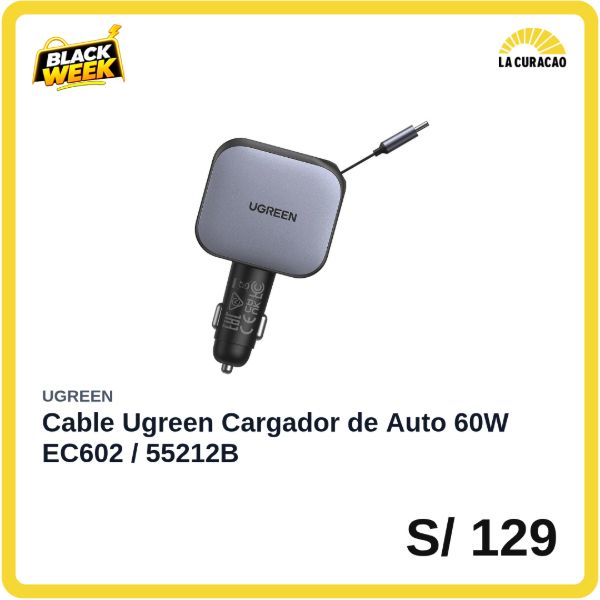 BLACK
WEEK
LA CURACAO
UGREEN
UGREEN
Cable Ugreen Cargador de Auto 60W
EC602 / 55212B
S/ 129